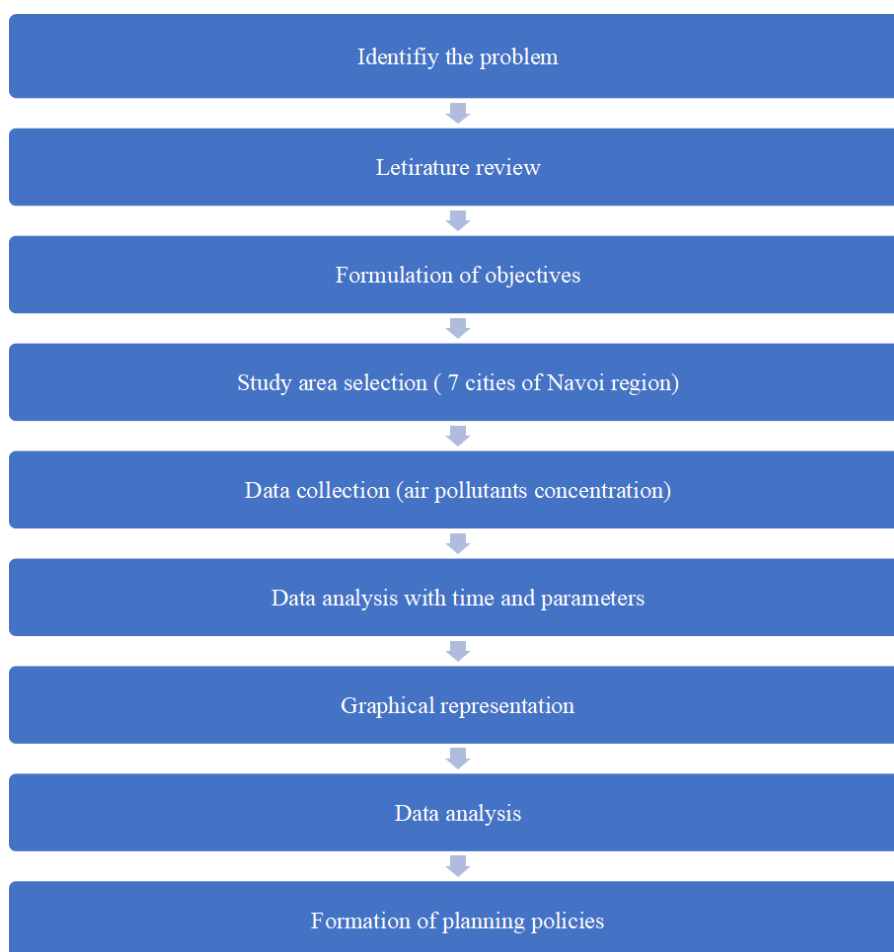 Identifiy the problem
Letirature review
Formulation of objectives
Study area selection ( 7 cities of Navoi region)
Data collection (air pollutants concentration)
Data analysis with time and parameters
Graphical representation
Data analysis
Formation of planning policies